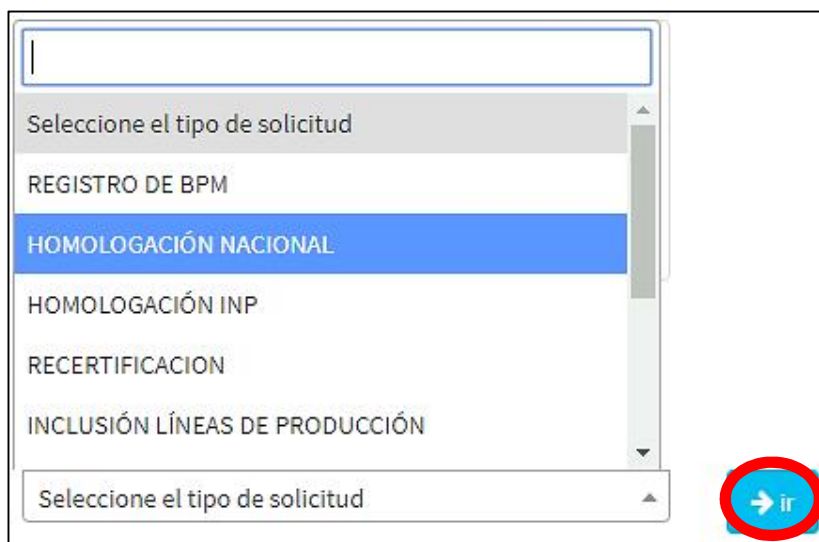 Seleccione el tipo de solicitud
REGISTRO DE BPM
HOMOLOGACIÓN NACIONAL
HOMOLOGACIÓN INP
RECERTIFICACION
INCLUSIÓN LÍNEAS DE PRODUCCIÓN
Seleccione el tipo de solicitud
ir